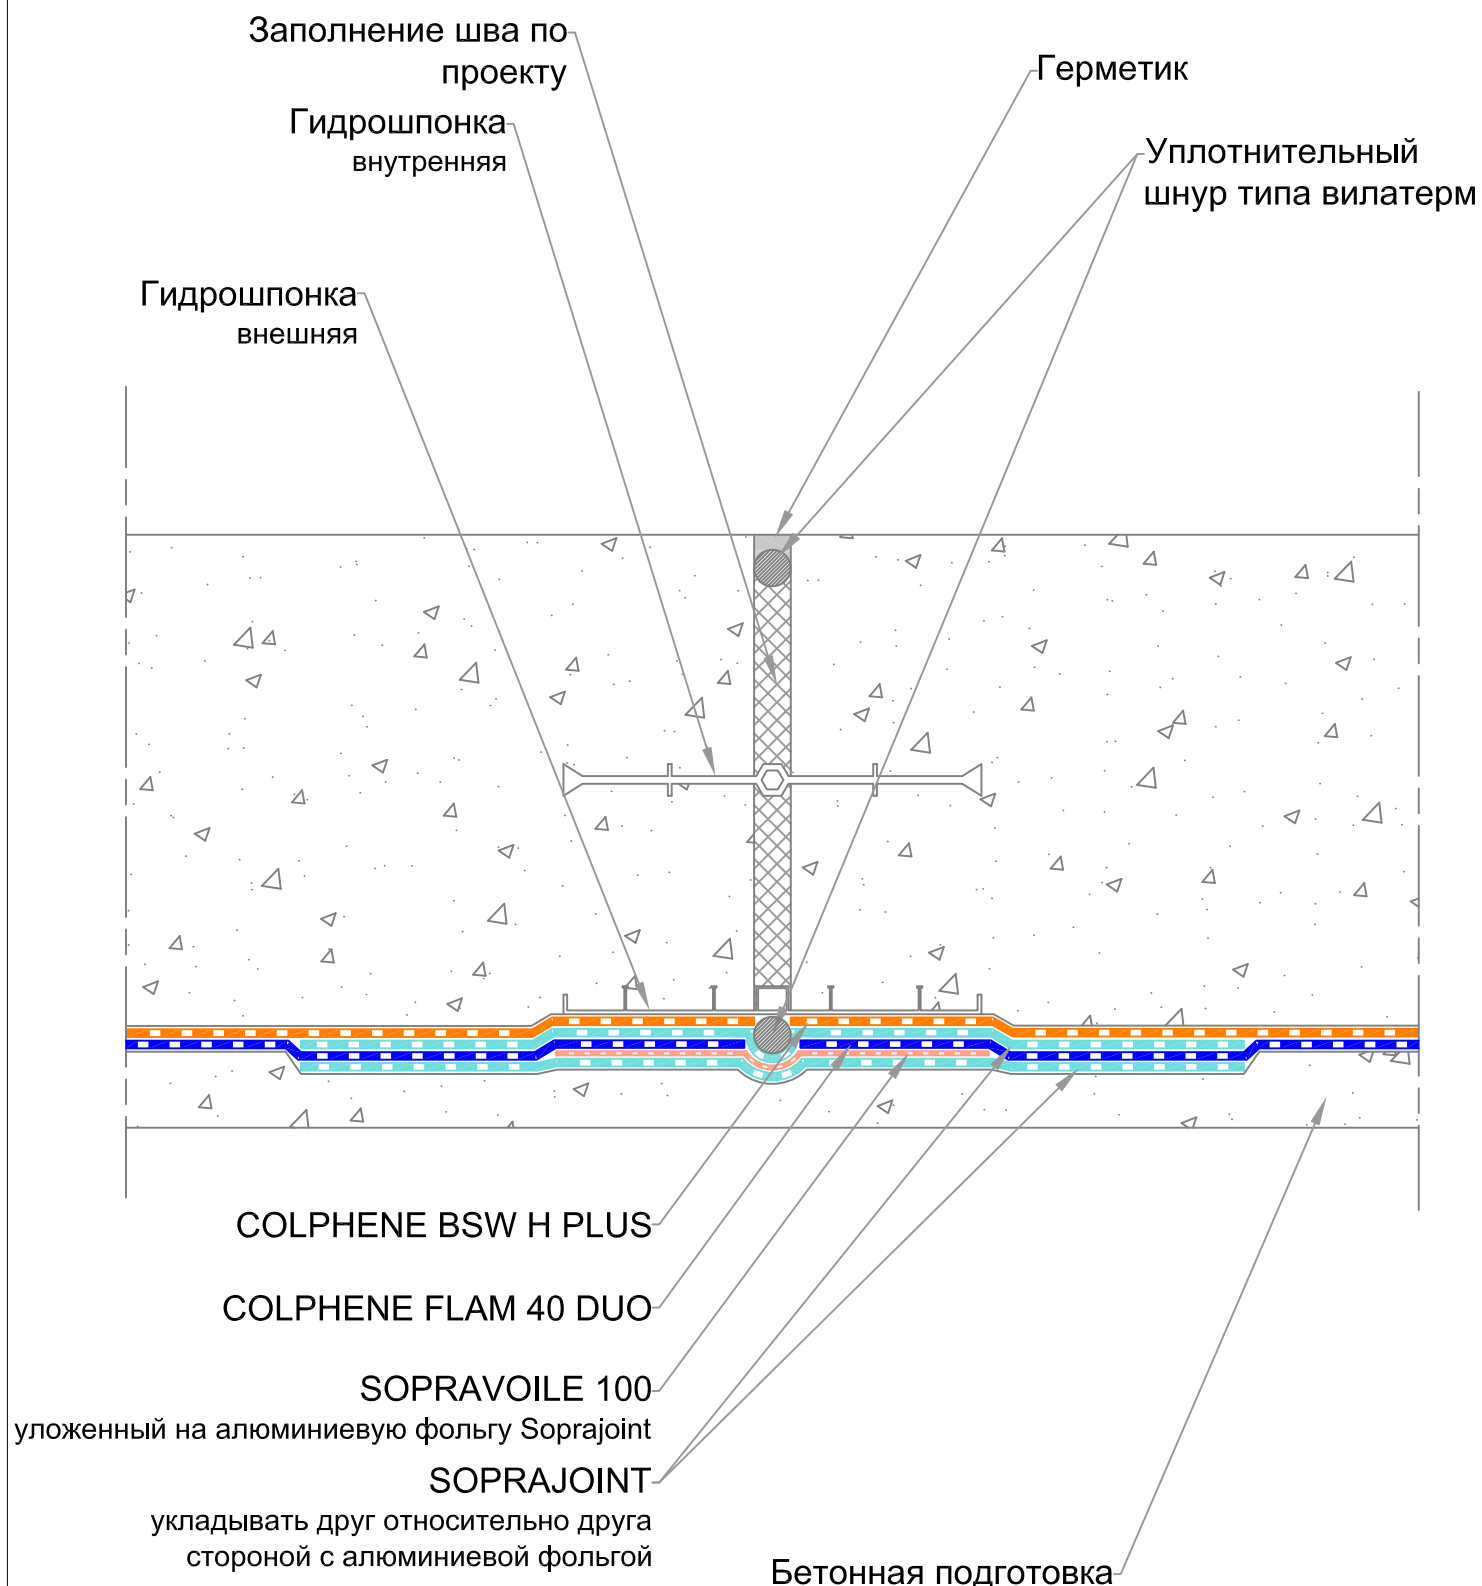 Заполнение шва по
проекту
Герметик
Гидрошпонка
внутренняя
Уплотнительный
шнур типа вилатерм
Гидрошпонка
внешняя
COLPHENE BSW H PLUS
COLPHENE FLAM 40 DUO
SOPRAVOILE 100
уложенный на алюминиевую фольгу Soprajoint
SOPRAJOINT
укладывать друг относительно друга
стороной с алюминиевой фольгой
Бетонная подготовка